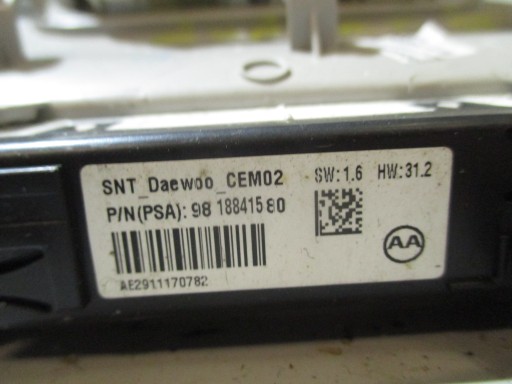 SNT_Daewoo_CEM02 SW:1.6 HW:31.2
P/N(PSA): 98 188415 80
AA
AE2911170782